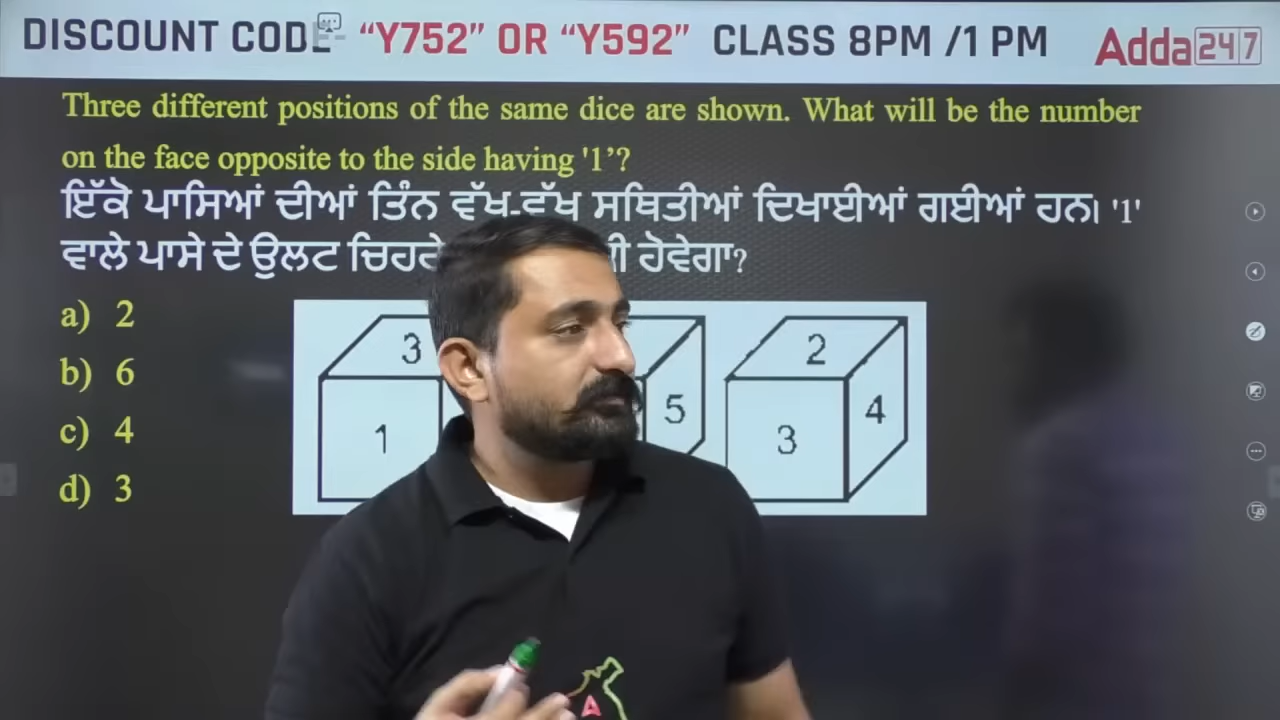 DISCOUNT CODE- “Y752” OR “Y592” CLASS 8PM /1 PM
Adda247
Three different positions of the same dice are shown. What will be the number
on the face opposite to the side having '1’?
ਇੱਕੋ ਪਾਸਿਆਂ ਦੀਆਂ ਤਿੰਨ ਵੱਖ-ਵੱਖ ਸਥਿਤੀਆਂ ਦਿਖਾਈਆਂ ਗਈਆਂ ਹਨ। '1'
ਵਾਲੇ ਪਾਸੇ ਦੇ ਉਲਟ ਹੋਵੇਗਾ?
a) 2
b) 6
c) 4
d) 3
3
1
5
2
3
4
A